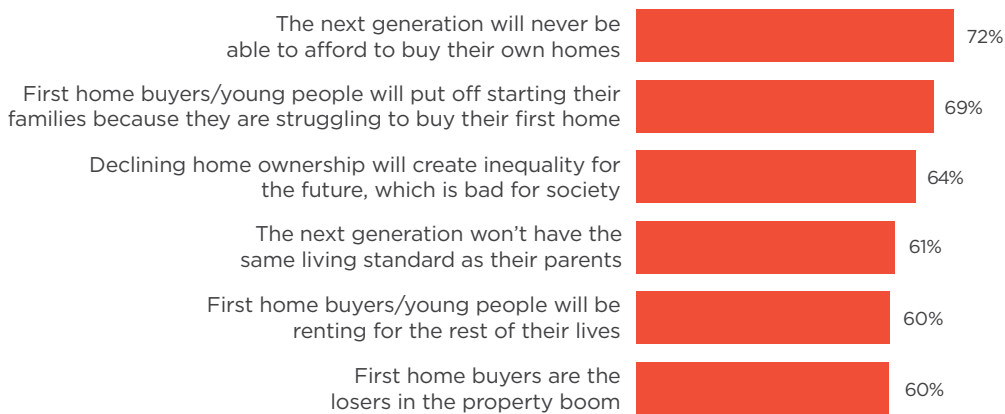 The next generation will never be
able to afford to buy their own homes
72%
First home buyers/young people will put off starting their
families because they are struggling to buy their first home
69%
Declining home ownership will create inequality for
the future, which is bad for society
64%
The next generation won’t have the
same living standard as their parents
61%
First home buyers/young people will be
renting for the rest of their lives
60%
First home buyers are the
losers in the property boom
60%